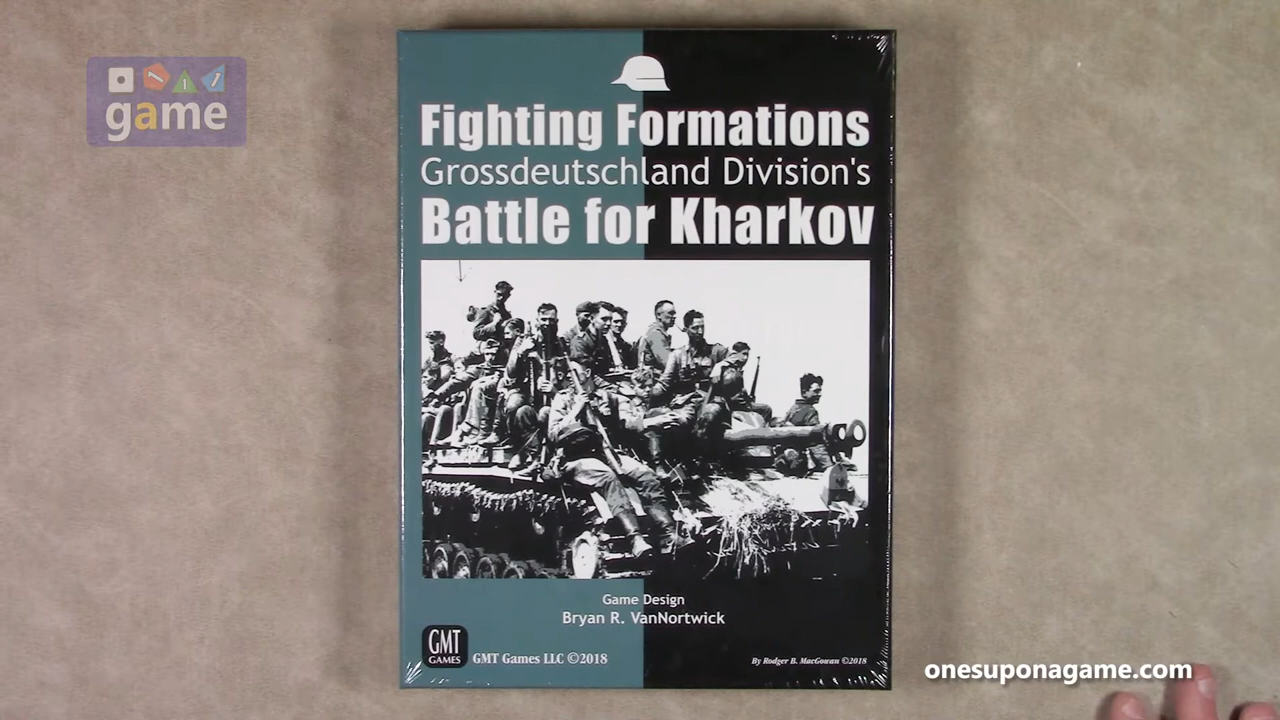 game
Fighting Formations
Grossdeutschland Division's
Battle for Kharkov
Game Design
Bryan R. VanNortwick
GMT
GAMES
GMT Games LLC ©2018
By Rodger B. MacGowan ©2018
onesuponagame.com